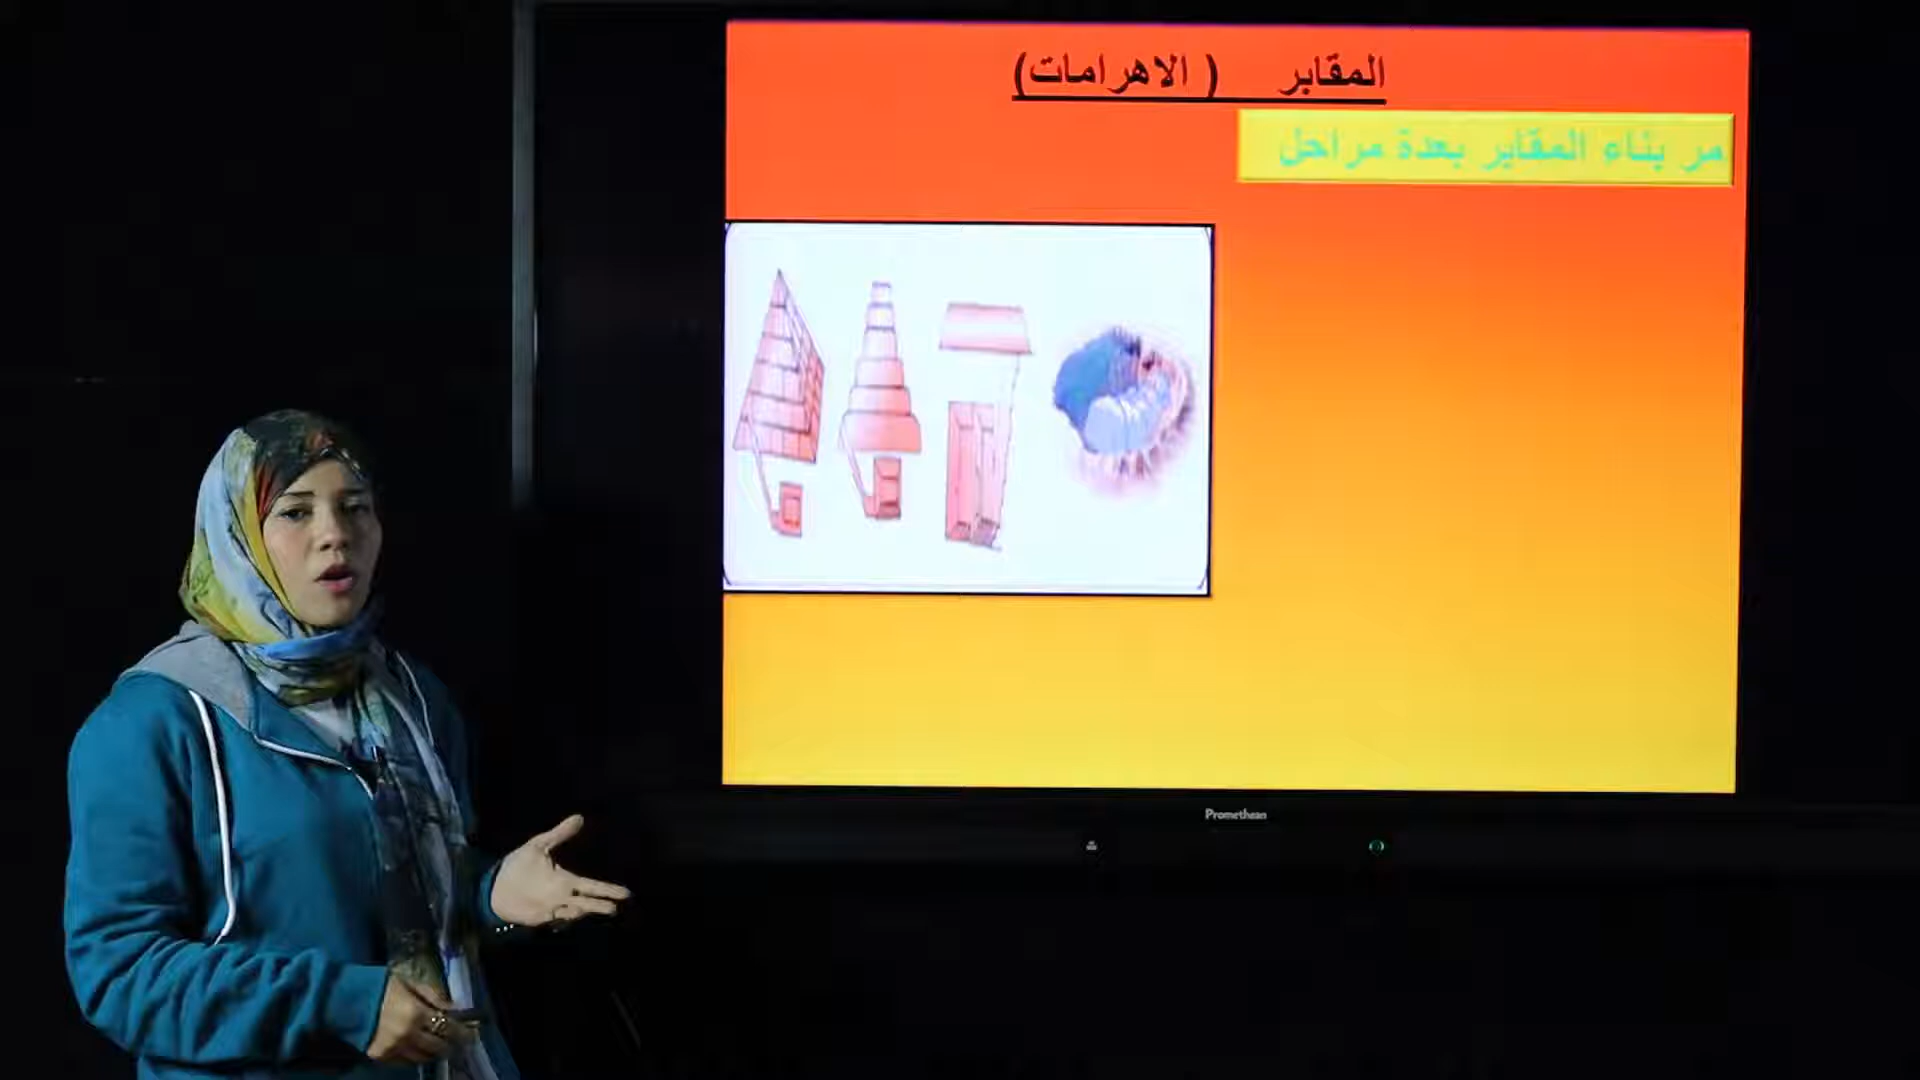 المقابر ( الاهرامات)
مر بناء المقابر بعدة مراحل
Promethean